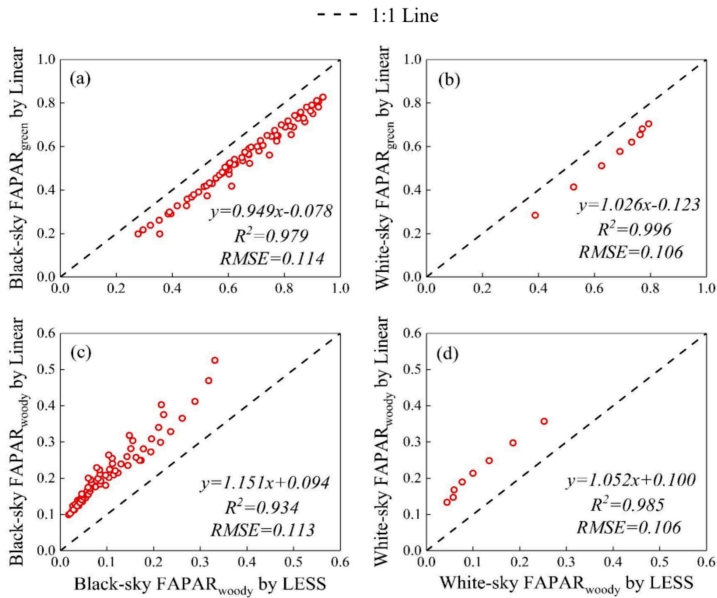 1:1 Line
(a)
Black-sky FAPARgreen by Linear
1.0
0.8
0.6
0.4
0.2
0.0
0.0 0.2 0.4 0.6 0.8 1.0
y=0.949x-0.078
R²=0.979
RMSE=0.114
(b)
White-sky FAPARgreen by Linear
1.0
0.8
0.6
0.4
0.2
0.0
0.0 0.2 0.4 0.6 0.8 1.0
y=1.026x-0.123
R²=0.996
RMSE=0.106
(c)
Black-sky FAPARwoody by Linear
0.6
0.5
0.4
0.3
0.2
0.1
0.0
0.0 0.1 0.2 0.3 0.4 0.5 0.6
y=1.151x+0.094
R²=0.934
RMSE=0.113
Black-sky FAPARwoody by LESS
(d)
White-sky FAPARwoody by Linear
0.6
0.5
0.4
0.3
0.2
0.1
0.0
0.0 0.1 0.2 0.3 0.4 0.5 0.6
y=1.052x+0.100
R²=0.985
RMSE=0.106
White-sky FAPARwoody by LESS